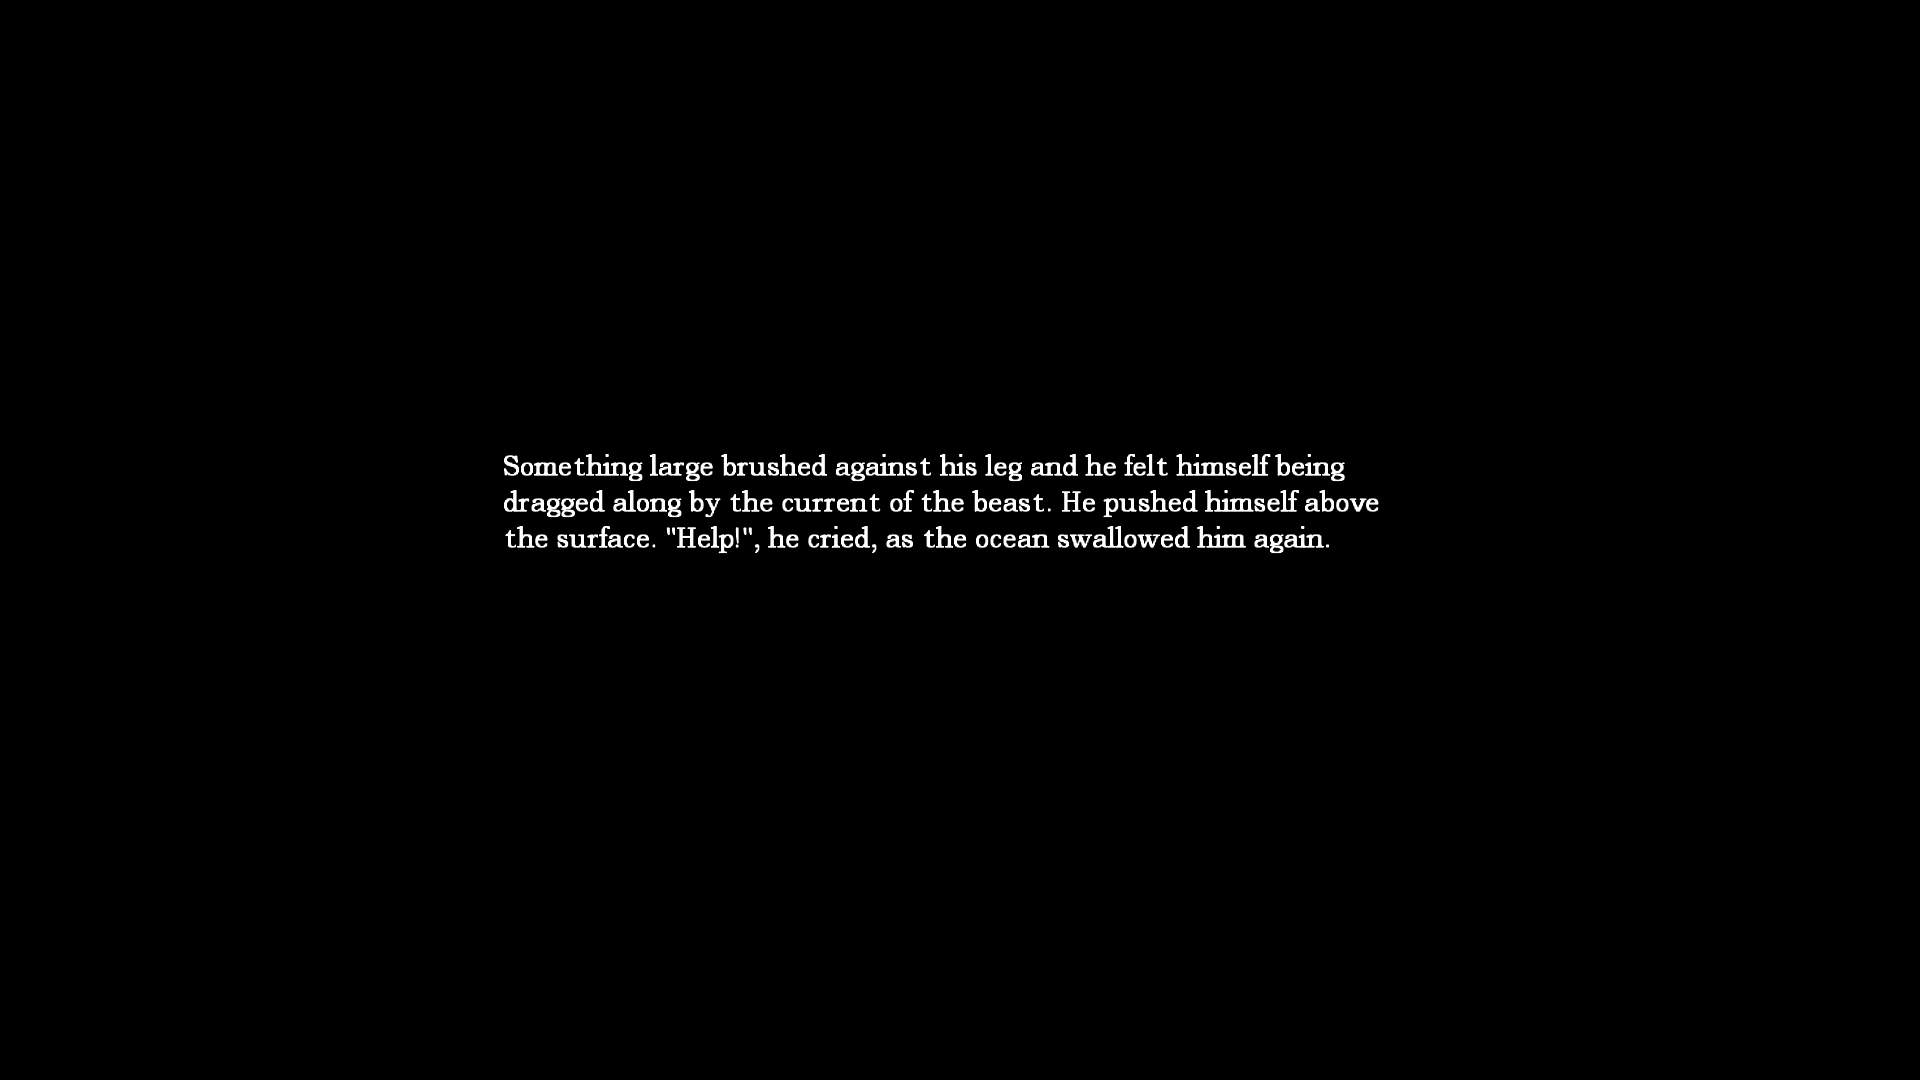 Something large brushed against his leg and he felt himself being
dragged along by the current of the beast. He pushed himself above
the surface. "Help!", he cried, as the ocean swallowed him again.